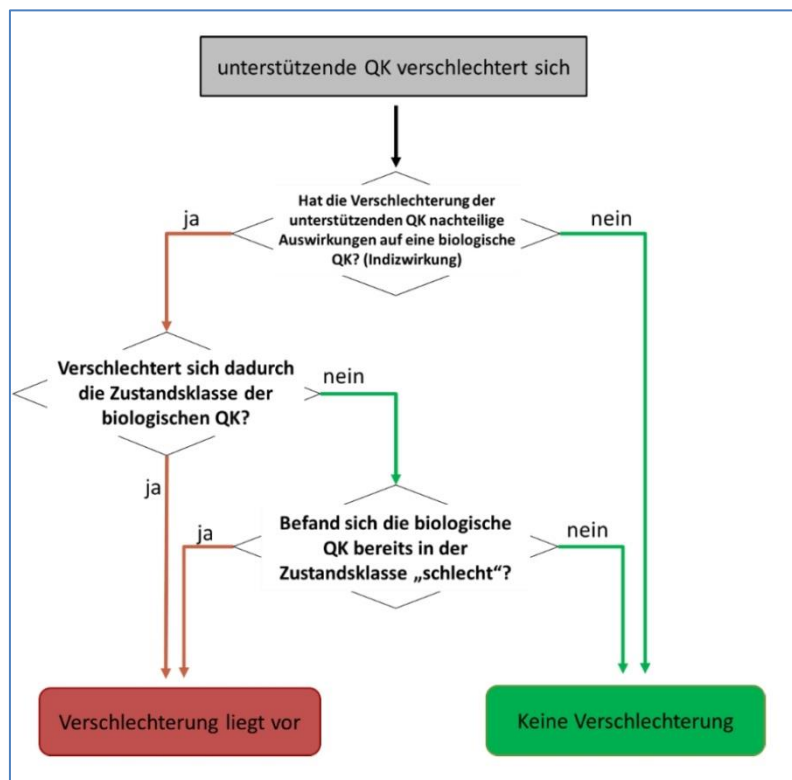 unterstützende QK verschlechtert sich
Hat die Verschlechterung der
unterstützenden QK nachteilige
Auswirkungen auf eine biologische
QK? (Indizwirkung)
ja
nein
Verschlechtert sich dadurch
die Zustandsklasse der
biologischen QK?
nein
ja
Befand sich die biologische
QK bereits in der
Zustandsklasse „schlecht“?
ja
nein
Verschlechterung liegt vor
Keine Verschlechterung